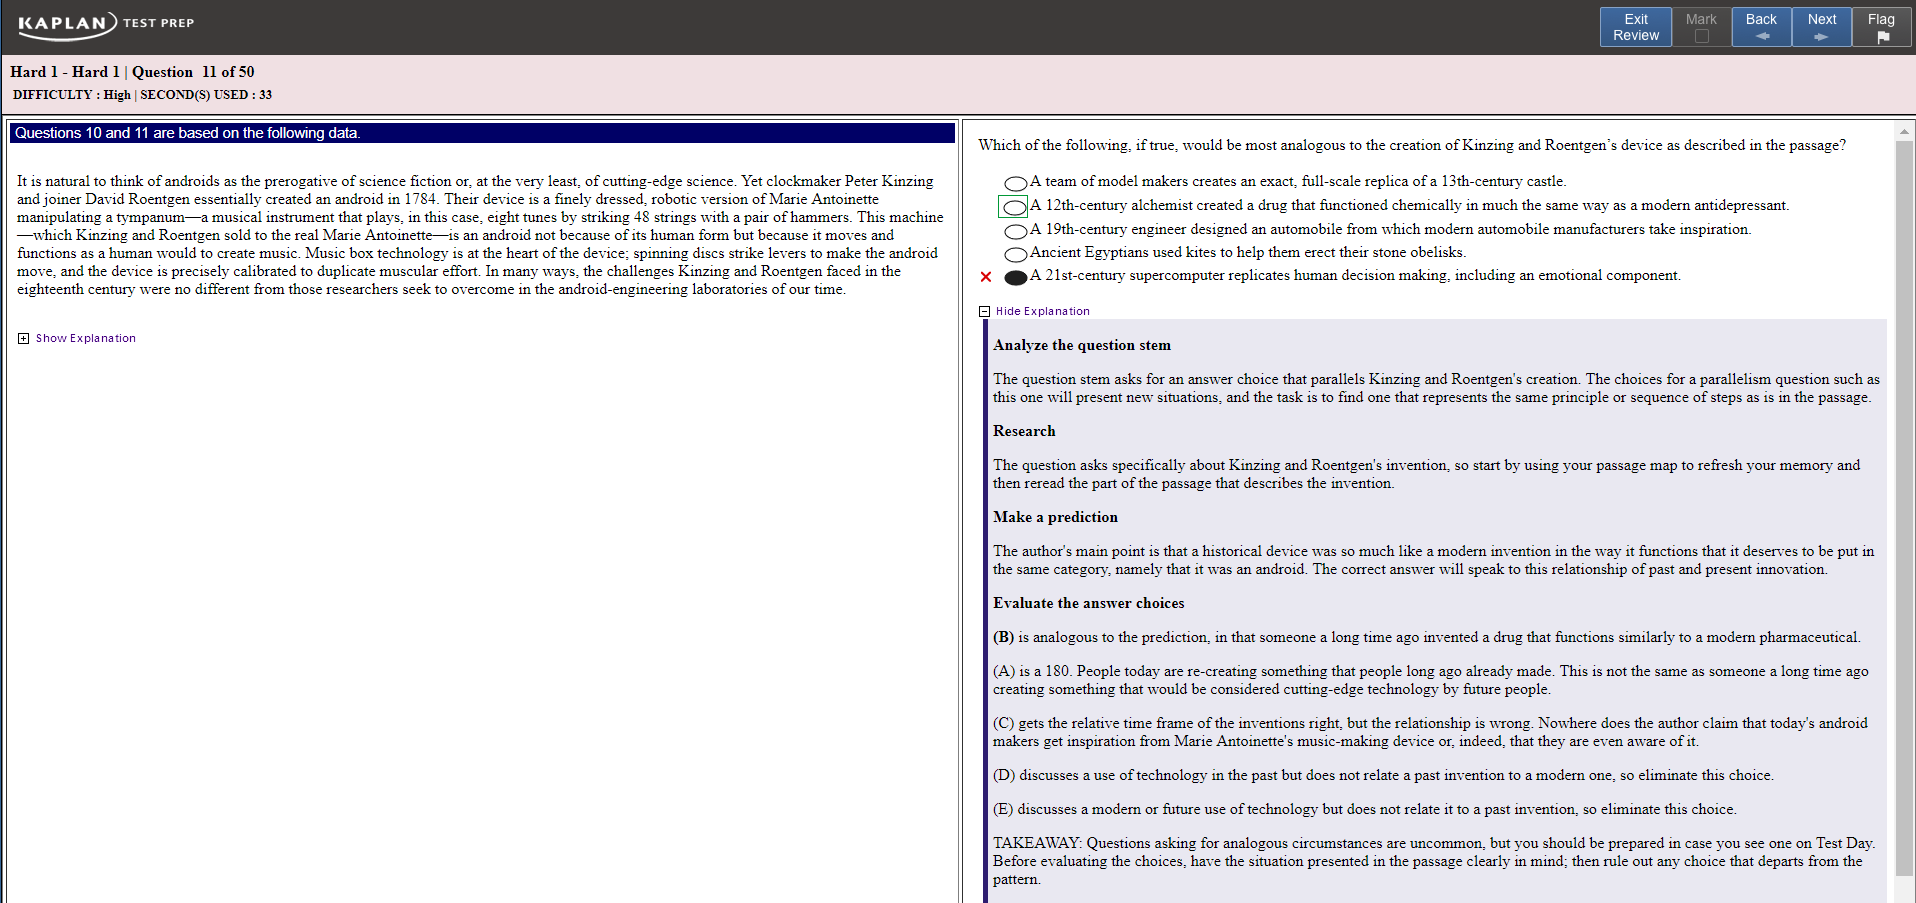 KAPLAN TEST PREP
Exit Review
Mark
Back
Next
Flag
Hard 1 - Hard 1 | Question 11 of 50
DIFFICULTY : High | SECOND(S) USED : 33
Questions 10 and 11 are based on the following data.
It is natural to think of androids as the prerogative of science fiction or, at the very least, of cutting-edge science. Yet clockmaker Peter Kinzing
and joiner David Roentgen essentially created an android in 1784. Their device is a finely dressed, robotic version of Marie Antoinette
manipulating a tympanum—a musical instrument that plays, in this case, eight tunes by striking 48 strings with a pair of hammers. This machine
—which Kinzing and Roentgen sold to the real Marie Antoinette—is an android not because of its human form but because it moves and
functions as a human would to create music. Music box technology is at the heart of the device; spinning discs strike levers to make the android
move, and the device is precisely calibrated to duplicate muscular effort. In many ways, the challenges Kinzing and Roentgen faced in the
eighteenth century were no different from those researchers seek to overcome in the android-engineering laboratories of our time.
Show Explanation
Which of the following, if true, would be most analogous to the creation of Kinzing and Roentgen's device as described in the passage?
A team of model makers creates an exact, full-scale replica of a 13th-century castle.
A 12th-century alchemist created a drug that functioned chemically in much the same way as a modern antidepressant.
A 19th-century engineer designed an automobile from which modern automobile manufacturers take inspiration.
Ancient Egyptians used kites to help them erect their stone obelisks.
A 21st-century supercomputer replicates human decision making, including an emotional component.
Hide Explanation
Analyze the question stem
The question stem asks for an answer choice that parallels Kinzing and Roentgen's creation. The choices for a parallelism question such as
this one will present new situations, and the task is to find one that represents the same principle or sequence of steps as is in the passage.
Research
The question asks specifically about Kinzing and Roentgen's invention, so start by using your passage map to refresh your memory and
then reread the part of the passage that describes the invention.
Make a prediction
The author's main point is that a historical device was so much like a modern invention in the way it functions that it deserves to be put in
the same category, namely that it was an android. The correct answer will speak to this relationship of past and present innovation.
Evaluate the answer choices
(B) is analogous to the prediction, in that someone a long time ago invented a drug that functions similarly to a modern pharmaceutical.
(A) is a 180. People today are re-creating something that people long ago already made. This is not the same as someone a long time ago
creating something that would be considered cutting-edge technology by future people.
(C) gets the relative time frame of the inventions right, but the relationship is wrong. Nowhere does the author claim that today's android
makers get inspiration from Marie Antoinette's music-making device or, indeed, that they are even aware of it.
(D) discusses a use of technology in the past but does not relate a past invention to a modern one, so eliminate this choice.
(E) discusses a modern or future use of technology but does not relate it to a past invention, so eliminate this choice.
TAKEAWAY: Questions asking for analogous circumstances are uncommon, but you should be prepared in case you see one on Test Day.
Before evaluating the choices, have the situation presented in the passage clearly in mind; then rule out any choice that departs from the
pattern.